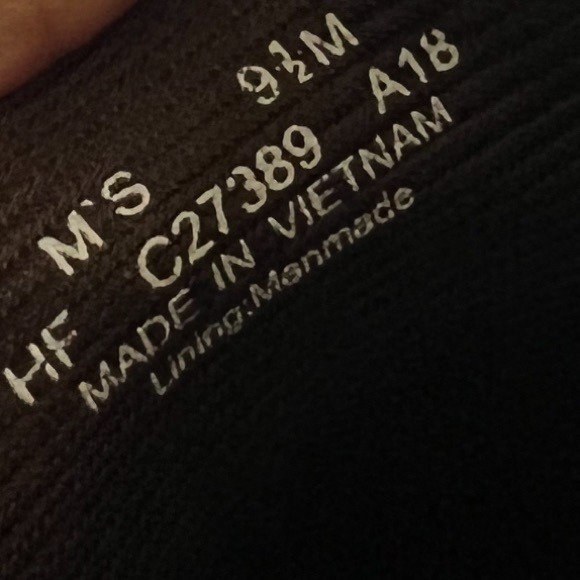 M'S 9½M
HF C27389 A18
MADE IN VIETNAM
Lining:Manmade